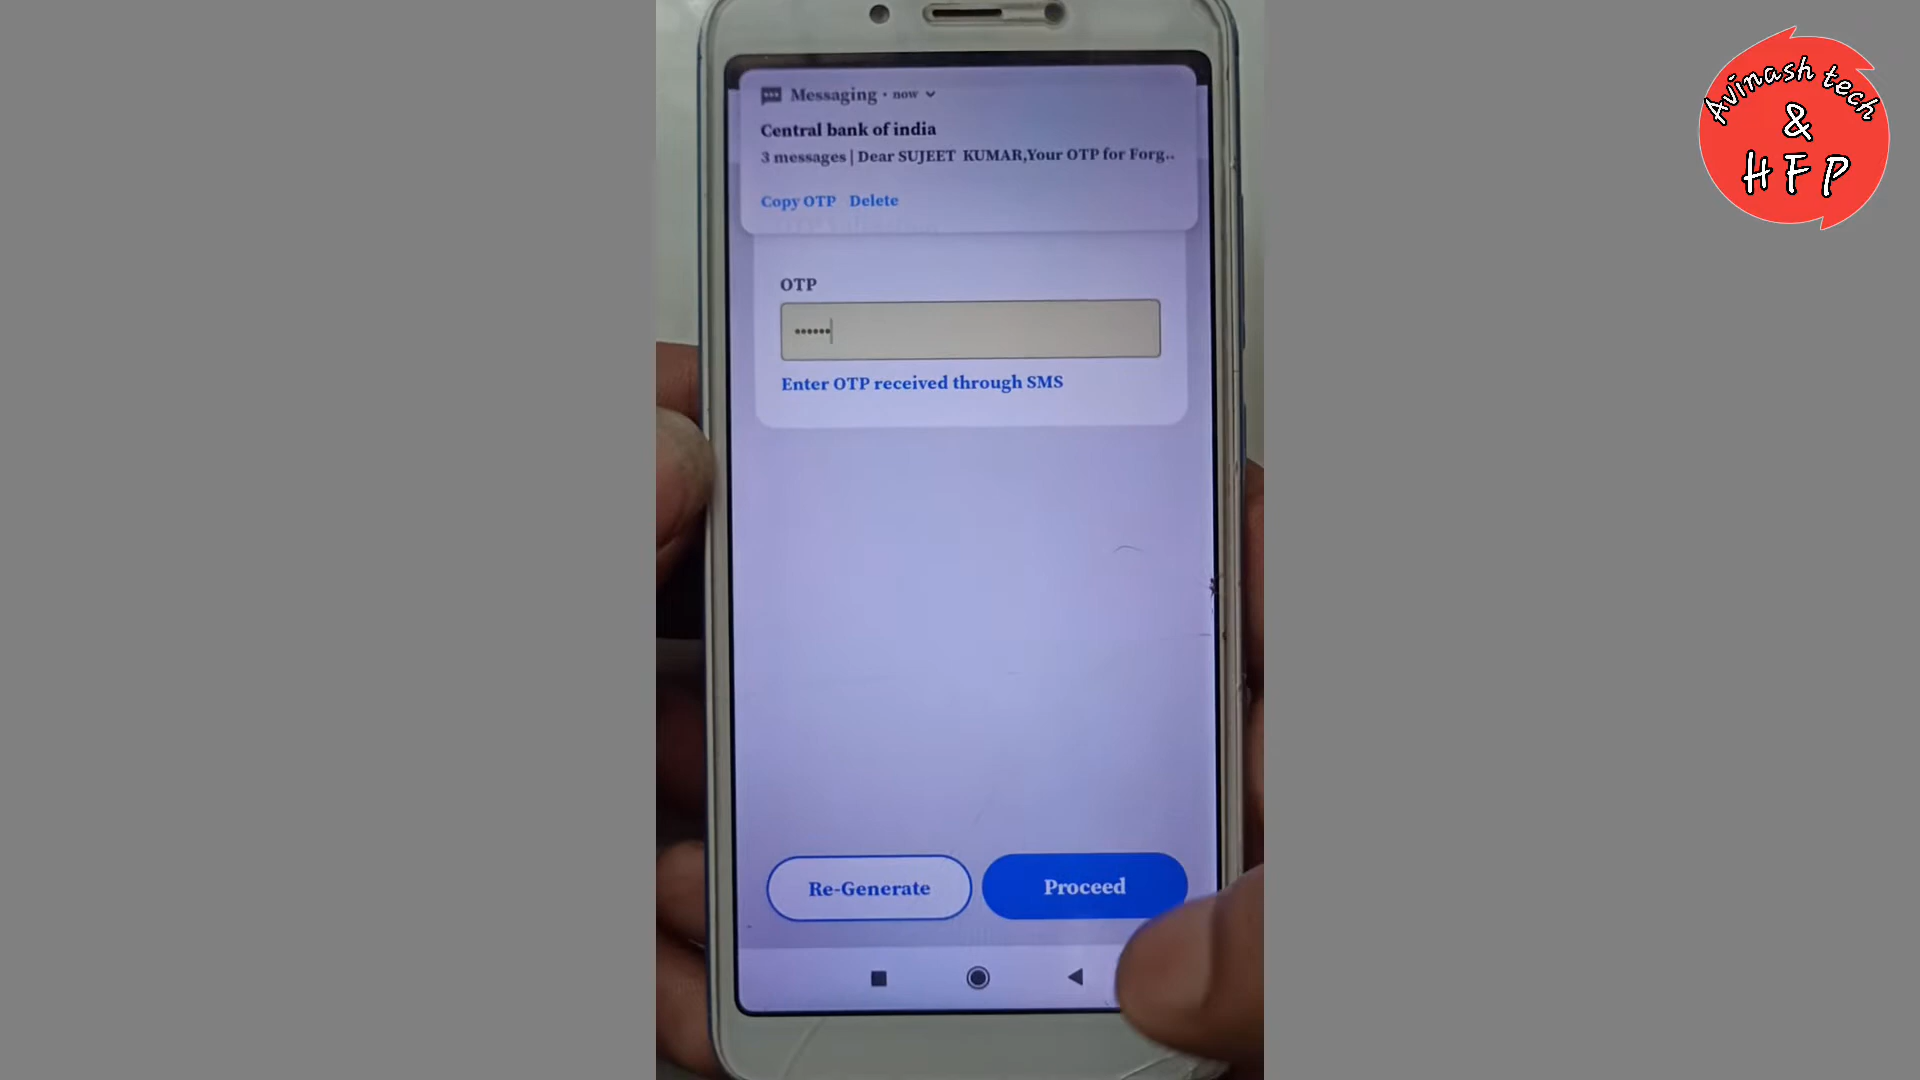 Messaging • now
Central bank of india
3 messages | Dear SUJEET KUMAR,Your OTP for Forg..
Copy OTP Delete
OTP
••••••
Enter OTP received through SMS
Re-Generate Proceed
Avinash tech
&
HFP